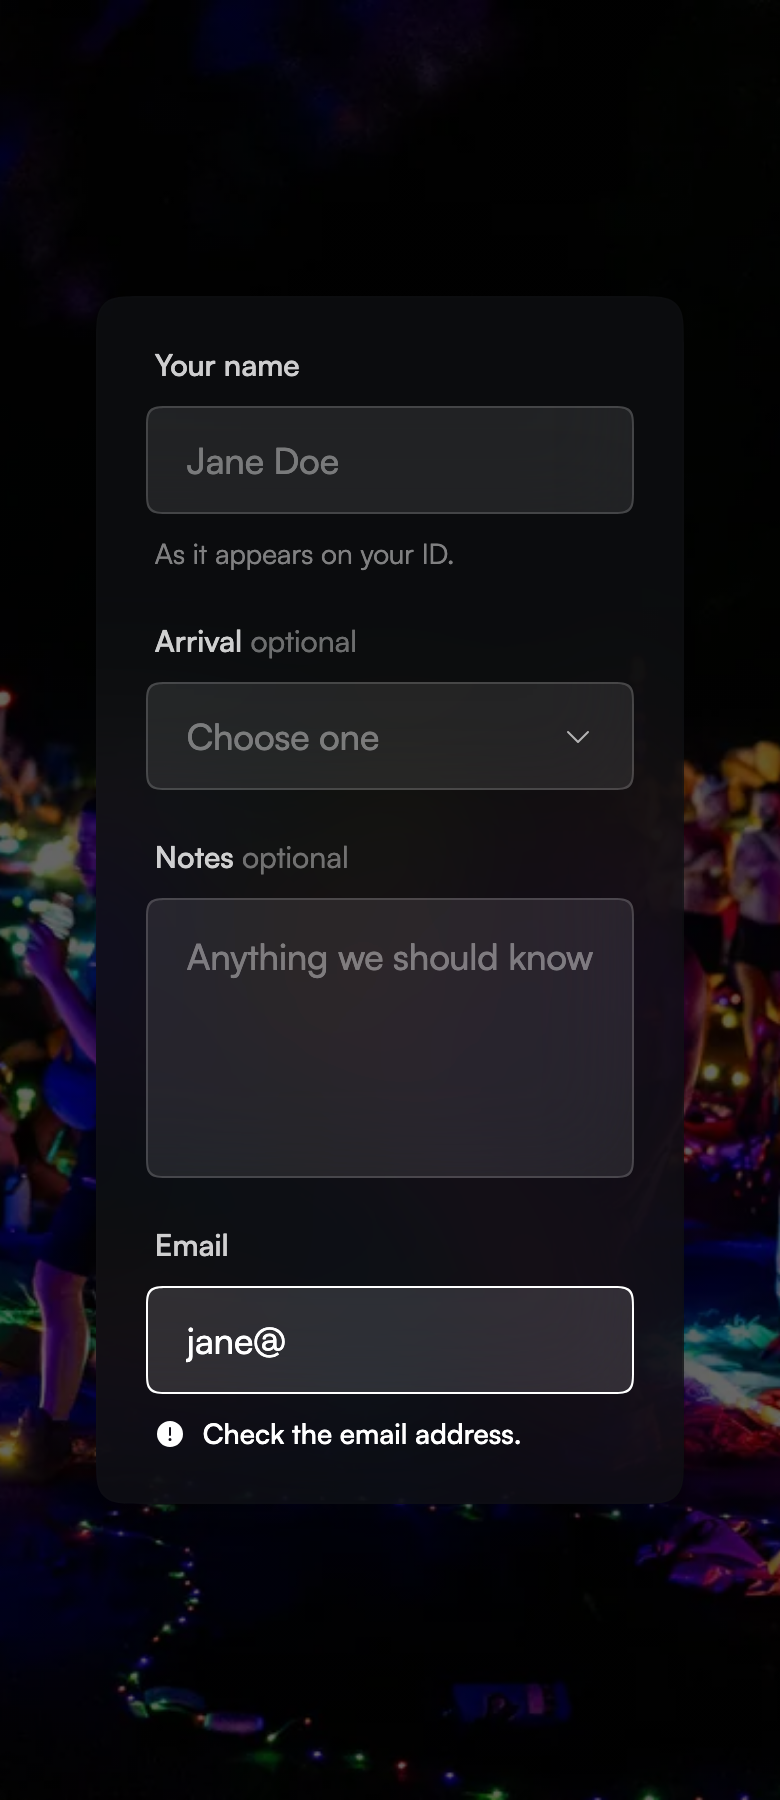 Your name
Jane Doe
As it appears on your ID.
Arrival optional
Choose one
Notes optional
Anything we should know
Email
jane@
Check the email address.